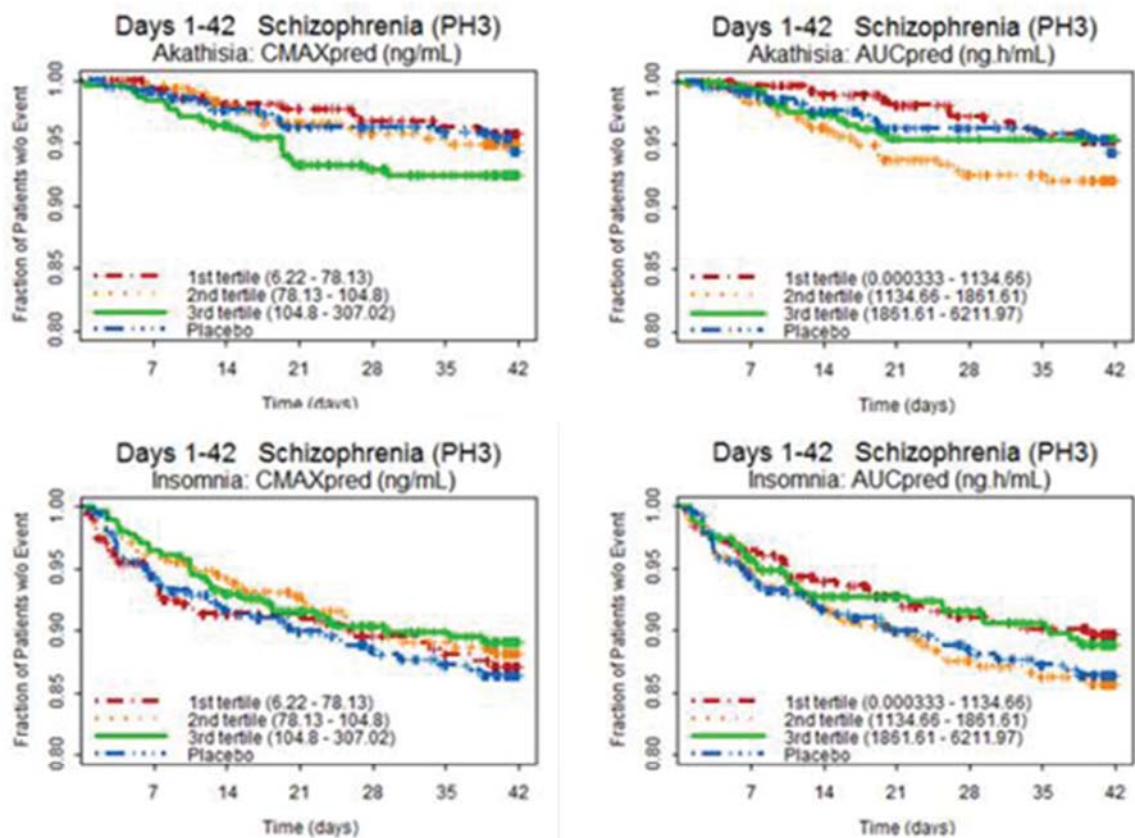 Days 1-42 Schizophrenia (PH3)
Akathisia: CMAXpred (ng/mL)
Fraction of Patients w/o Event
1.00
0.95
0.90
0.85
0.80
1st tertile (6.22 - 78.13)
2nd tertile (78.13 - 104.8)
3rd tertile (104.8 - 307.02)
Placebo
7 14 21 28 35 42
Time (days)
Days 1-42 Schizophrenia (PH3)
Akathisia: AUCpred (ng.h/mL)
Fraction of Patients w/o Event
1.00
0.95
0.90
0.85
0.80
1st tertile (0.000333 - 1134.66)
2nd tertile (1134.66 - 1861.61)
3rd tertile (1861.61 - 6211.97)
Placebo
7 14 21 28 35 42
Time (days)
Days 1-42 Schizophrenia (PH3)
Insomnia: CMAXpred (ng/mL)
Fraction of Patients w/o Event
1.00
0.95
0.90
0.85
0.80
1st tertile (6.22 - 78.13)
2nd tertile (78.13 - 104.8)
3rd tertile (104.8 - 307.02)
Placebo
7 14 21 28 35 42
Time (days)
Days 1-42 Schizophrenia (PH3)
Insomnia: AUCpred (ng.h/mL)
Fraction of Patients w/o Event
1.00
0.95
0.90
0.85
0.80
1st tertile (0.000333 - 1134.66)
2nd tertile (1134.66 - 1861.61)
3rd tertile (1861.61 - 6211.97)
Placebo
7 14 21 28 35 42
Time (days)